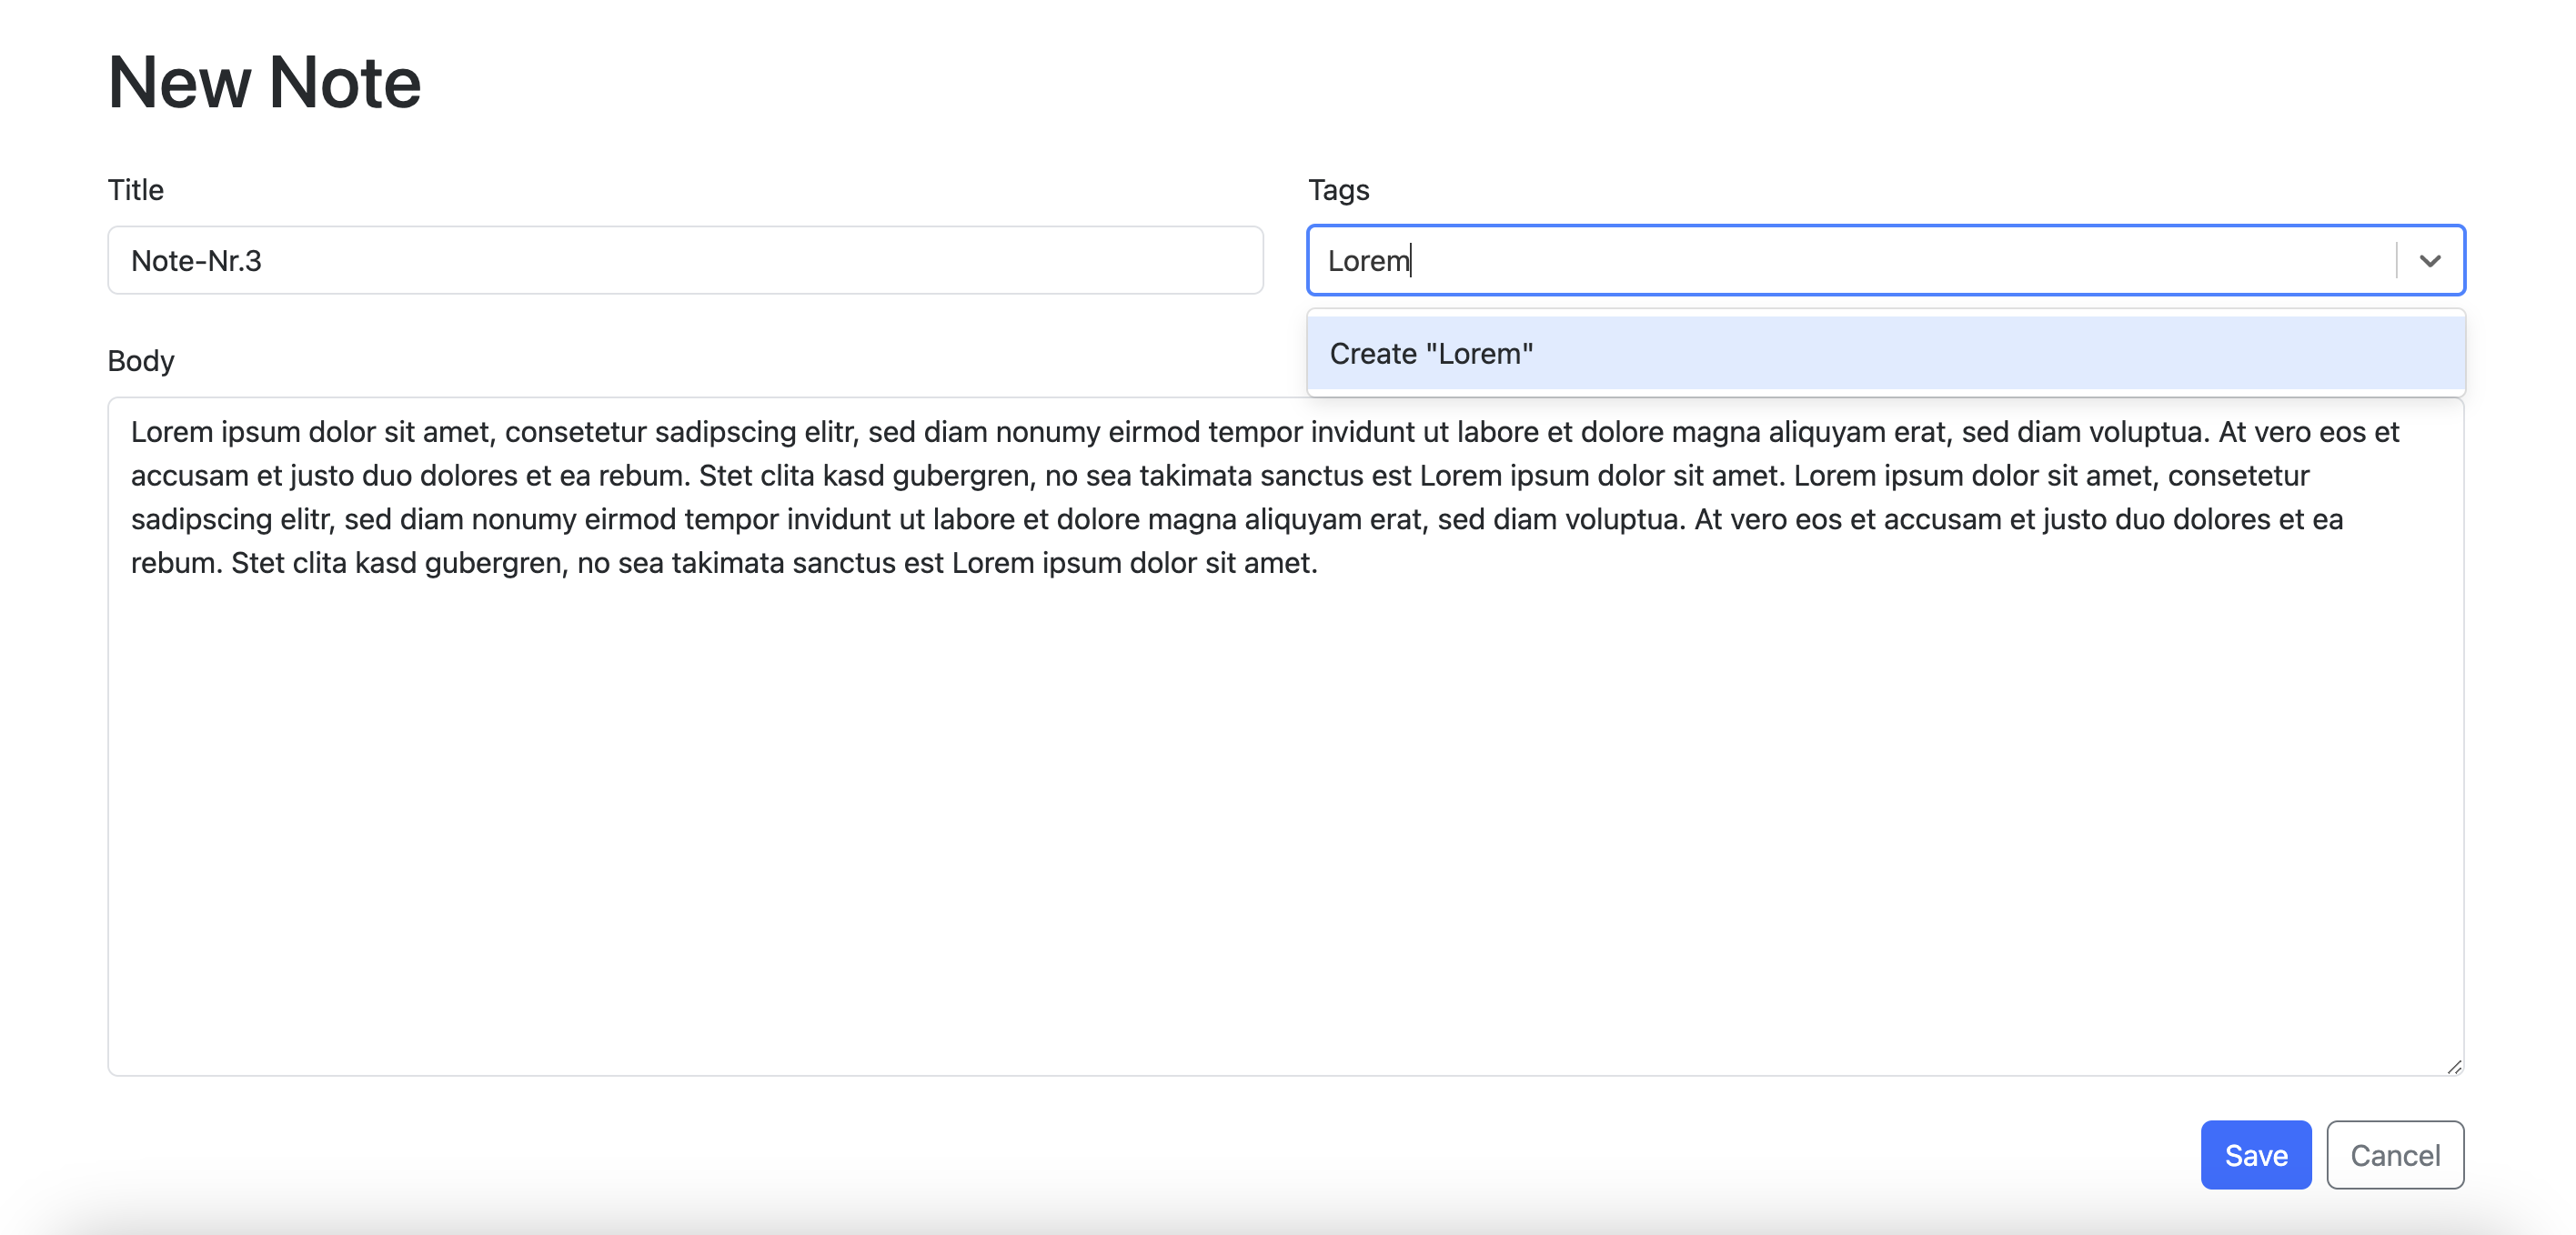 New Note
Title
Tags
Note-Nr.3
Lorem
Create "Lorem"
Body
Lorem ipsum dolor sit amet, consetetur sadipscing elitr, sed diam nonumy eirmod tempor invidunt ut labore et dolore magna aliquyam erat, sed diam voluptua. At vero eos et
accusam et justo duo dolores et ea rebum. Stet clita kasd gubergren, no sea takimata sanctus est Lorem ipsum dolor sit amet. Lorem ipsum dolor sit amet, consetetur
sadipscing elitr, sed diam nonumy eirmod tempor invidunt ut labore et dolore magna aliquyam erat, sed diam voluptua. At vero eos et accusam et justo duo dolores et ea
rebum. Stet clita kasd gubergren, no sea takimata sanctus est Lorem ipsum dolor sit amet.
Save
Cancel